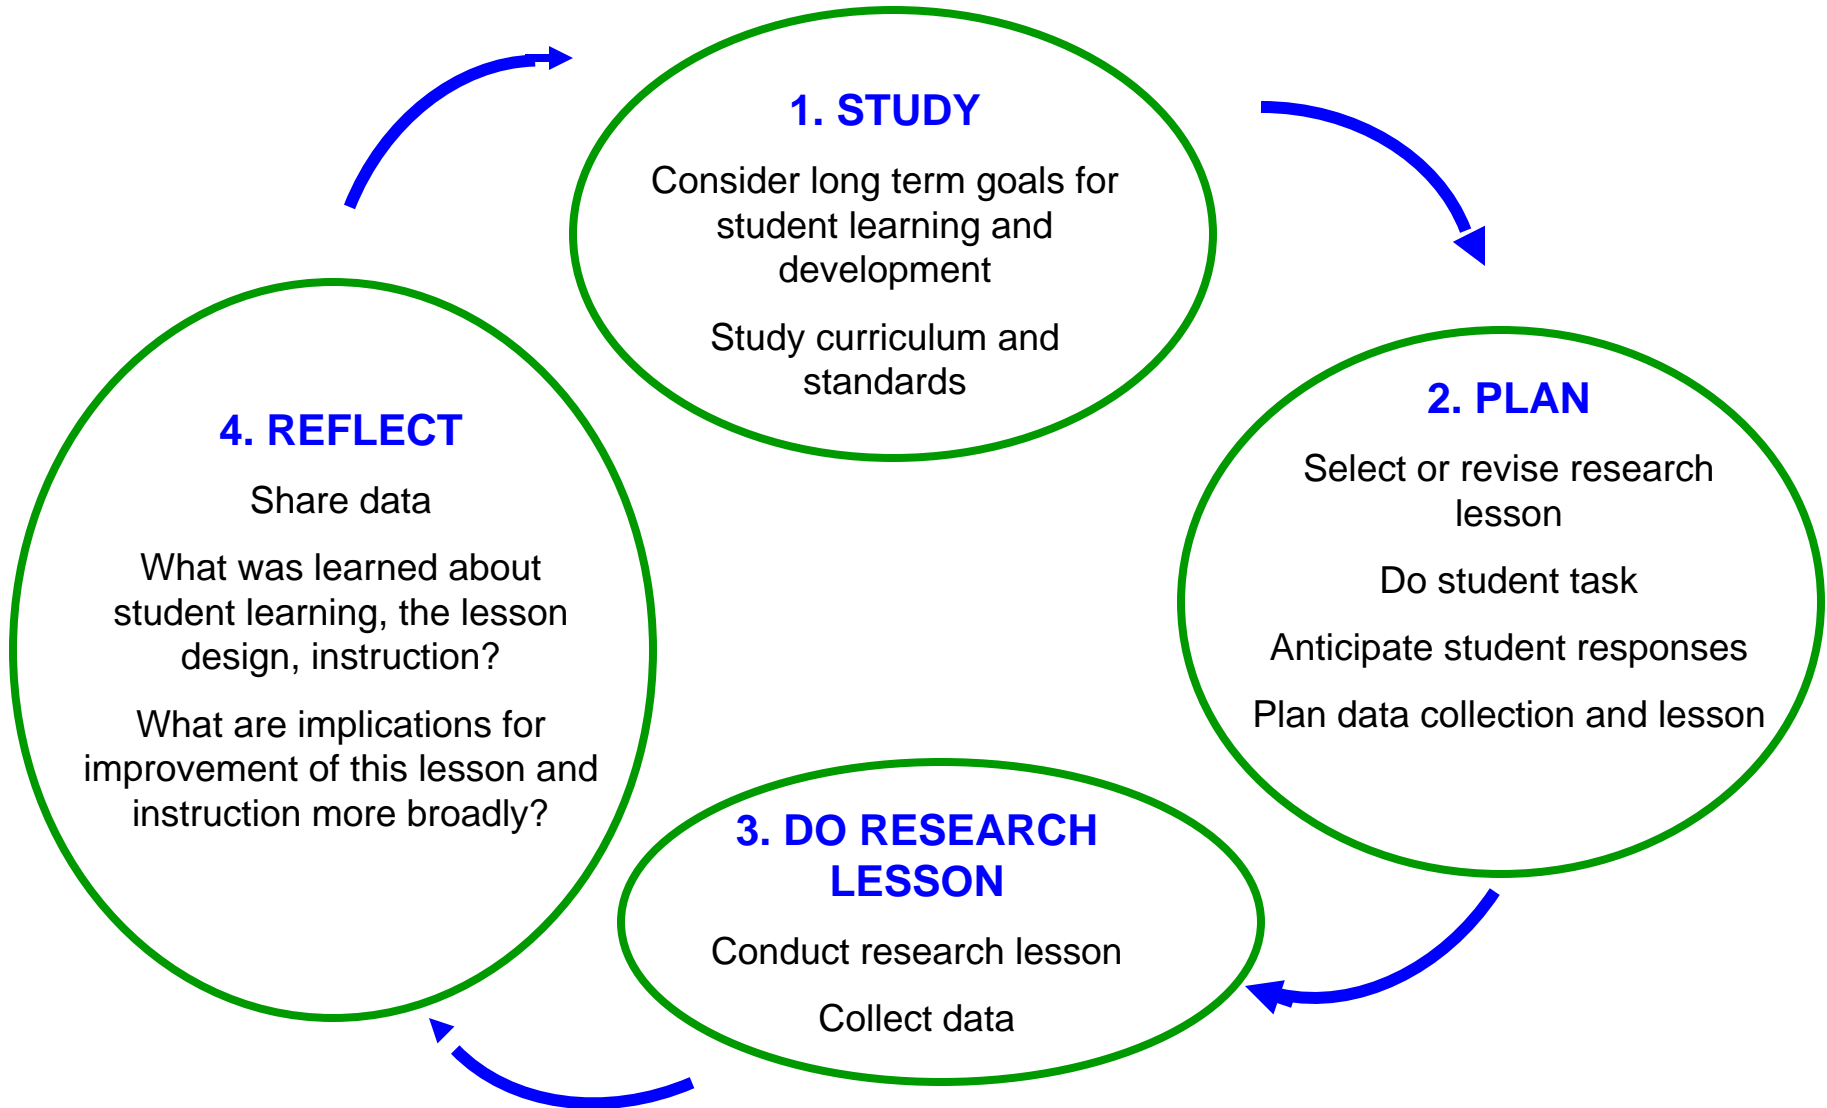 1. STUDY
Consider long term goals for
student learning and
development
Study curriculum and
standards
2. PLAN
Select or revise research
lesson
Do student task
Anticipate student responses
Plan data collection and lesson
3. DO RESEARCH
LESSON
Conduct research lesson
Collect data
4. REFLECT
Share data
What was learned about
student learning, the lesson
design, instruction?
What are implications for
improvement of this lesson and
instruction more broadly?